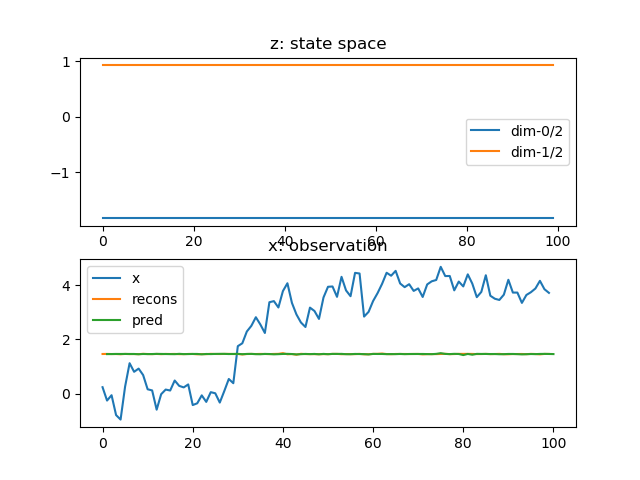 z: state space
1
0
−1
dim-0/2
dim-1/2
0 20 40 60 80 100
x: observation
4
2
0
x
recons
pred
0 20 40 60 80 100